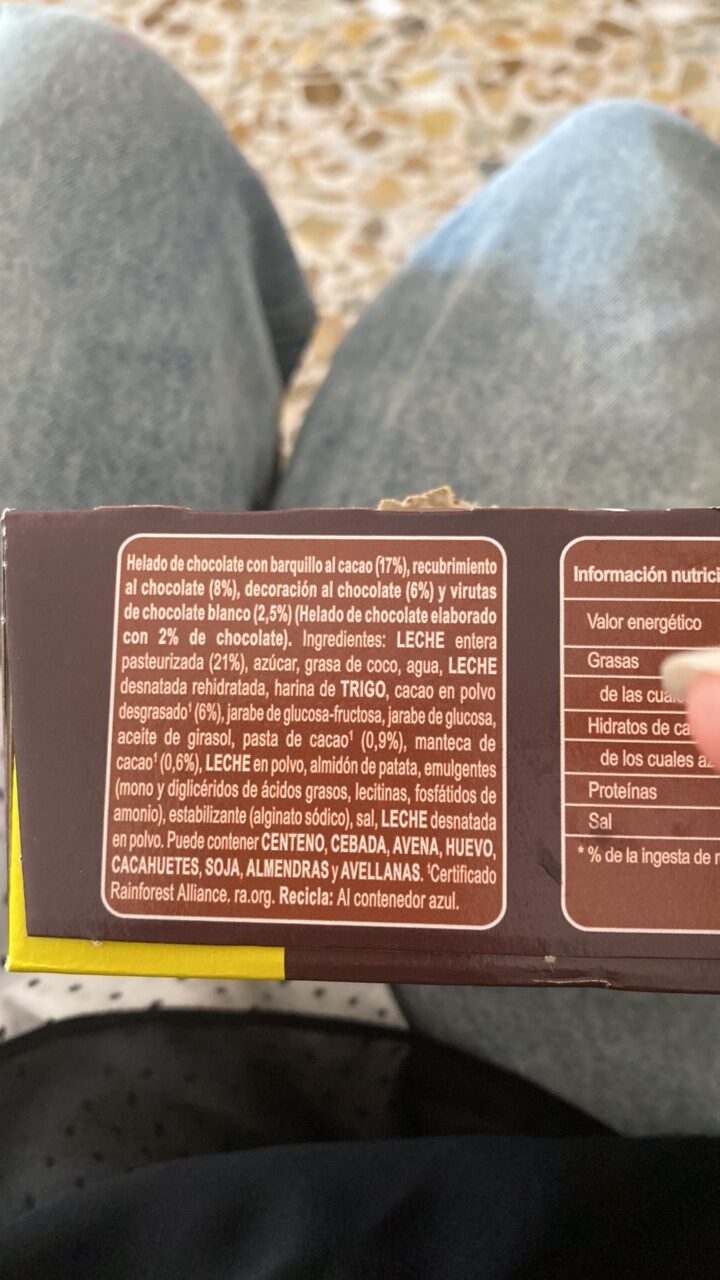 Helado de chocolate con barquillo al cacao (17%), recubrimiento
al chocolate (8%), decoración al chocolate (6%) y virutas
de chocolate blanco (2,5%) (Helado de chocolate elaborado
con 2% de chocolate). Ingredientes: LECHE entera
pasteurizada (21%), azúcar, grasa de coco, agua, LECHE
desnatada rehidratada, harina de TRIGO, cacao en polvo
desgrasado¹ (6%), jarabe de glucosa-fructosa, jarabe de glucosa,
aceite de girasol, pasta de cacao¹ (0,9%), manteca de
cacao¹ (0,6%), LECHE en polvo, almidón de patata, emulgentes
(mono y diglicéridos de ácidos grasos, lecitinas, fosfátidos de
amonio), estabilizante (alginato sódico), sal, LECHE desnatada
en polvo. Puede contener CENTENO, CEBADA, AVENA, HUEVO,
CACAHUETES, SOJA, ALMENDRAS y AVELLANAS. ¹Certificado
Rainforest Alliance. ra.org. Recicla: Al contenedor azul.
Información nutrici
Valor energético
Grasas
de las cua
Hidratos de ca
de los cuales az
Proteínas
Sal
* % de la ingesta de r